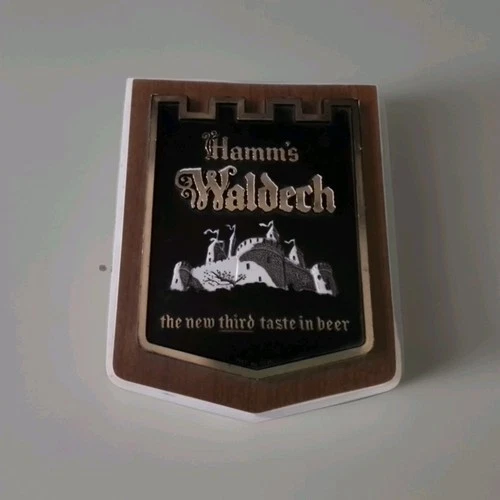 Hamm's
Waldech
the new third taste in beer